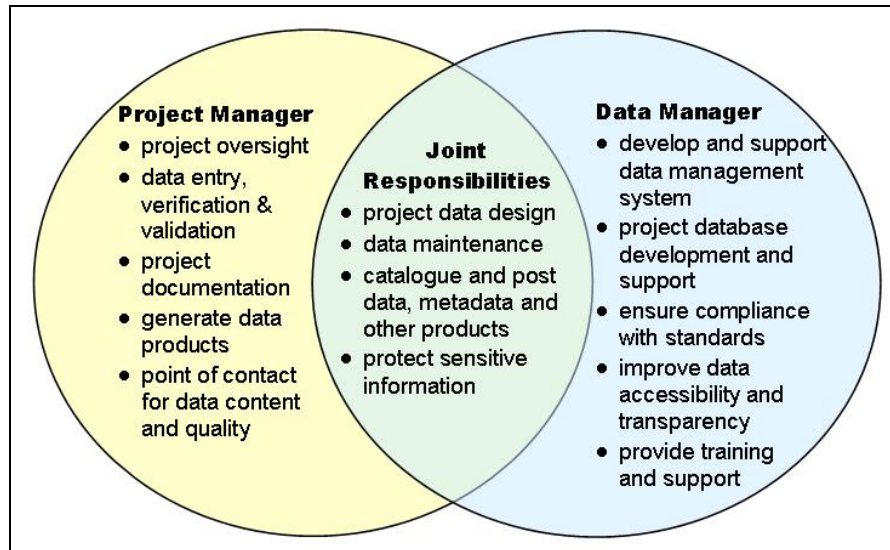 Project Manager
• project oversight
• data entry,
verification &
validation
• project
documentation
• generate data
products
• point of contact
for data content
and quality
Joint
Responsibilities
• project data design
• data maintenance
• catalogue and post
data, metadata and
other products
• protect sensitive
information
Data Manager
• develop and support
data management
system
• project database
development and
support
• ensure compliance
with standards
• improve data
accessibility and
transparency
• provide training
and support